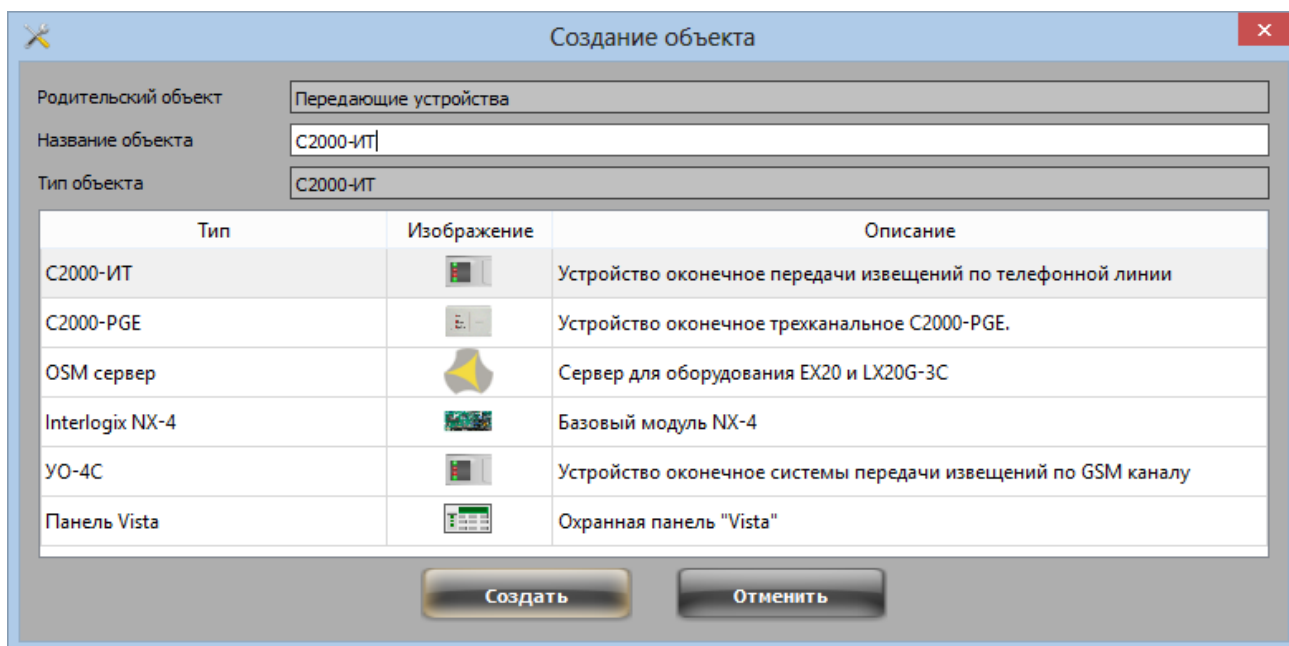 Создание объекта
Родительский объект Передающие устройства
Название объекта С2000-ИТ
Тип объекта С2000-ИТ
Тип Изображение Описание
С2000-ИТ Устройство оконечное передачи извещений по телефонной линии
С2000-PGE Устройство оконечное трехканальное С2000-PGE.
OSM сервер Сервер для оборудования EX20 и LX20G-3C
Interlogix NX-4 Базовый модуль NX-4
УО-4С Устройство оконечное системы передачи извещений по GSM каналу
Панель Vista Охранная панель "Vista"
Создать Отменить